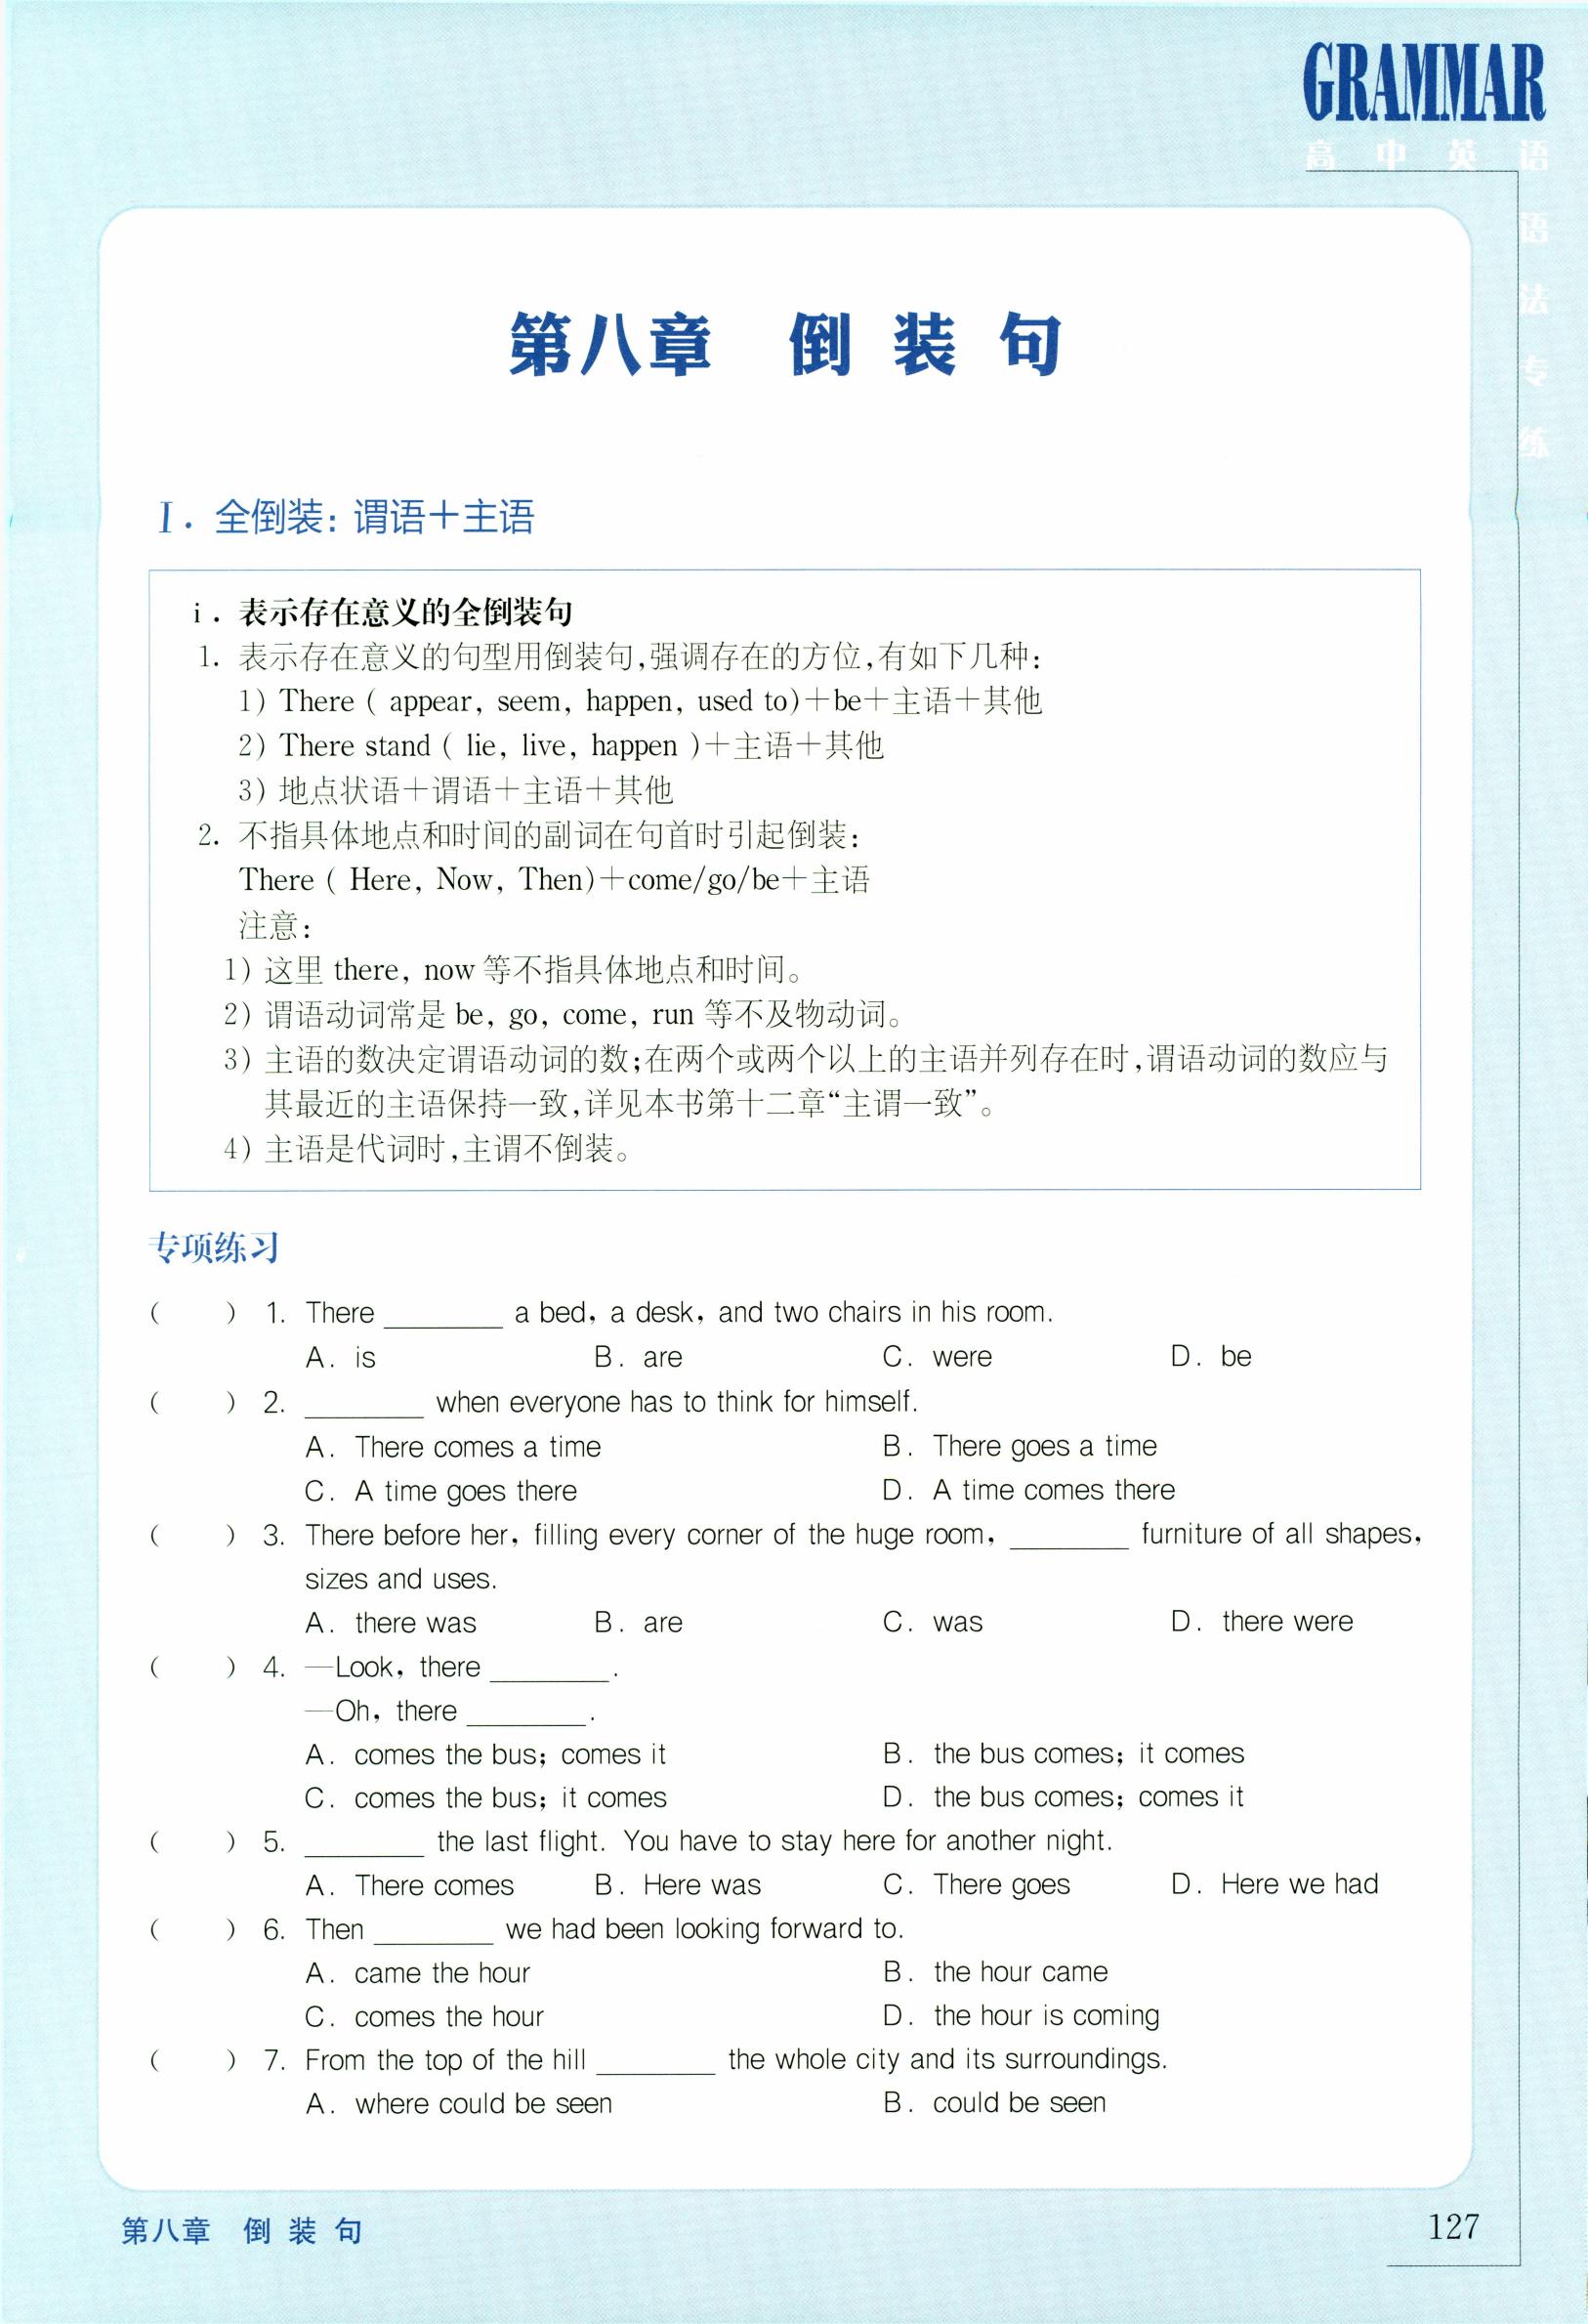 GRAMMAR
高中英语
语
法
专
练
第八章 倒装句
Ⅰ. 全倒装：谓语＋主语
ⅰ. 表示存在意义的全倒装句
1. 表示存在意义的句型用倒装句,强调存在的方位,有如下几种：
1) There ( appear, seem, happen, used to)＋be＋主语＋其他
2) There stand ( lie, live, happen )＋主语＋其他
3) 地点状语＋谓语＋主语＋其他
2. 不指具体地点和时间的副词在句首时引起倒装：
There ( Here, Now, Then)＋come/go/be＋主语
注意：
1) 这里 there, now 等不指具体地点和时间。
2) 谓语动词常是 be, go, come, run 等不及物动词。
3) 主语的数决定谓语动词的数;在两个或两个以上的主语并列存在时,谓语动词的数应与
其最近的主语保持一致,详见本书第十二章“主谓一致”。
4) 主语是代词时,主谓不倒装。
专项练习
( ) 1. There ________ a bed, a desk, and two chairs in his room.
A. is B. are C. were D. be
( ) 2. ________ when everyone has to think for himself.
A. There comes a time B. There goes a time
C. A time goes there D. A time comes there
( ) 3. There before her, filling every corner of the huge room, ________ furniture of all shapes,
sizes and uses.
A. there was B. are C. was D. there were
( ) 4. —Look, there ________.
—Oh, there ________.
A. comes the bus; comes it B. the bus comes; it comes
C. comes the bus; it comes D. the bus comes; comes it
( ) 5. ________ the last flight. You have to stay here for another night.
A. There comes B. Here was C. There goes D. Here we had
( ) 6. Then ________ we had been looking forward to.
A. came the hour B. the hour came
C. comes the hour D. the hour is coming
( ) 7. From the top of the hill ________ the whole city and its surroundings.
A. where could be seen B. could be seen
第八章 倒装句 127